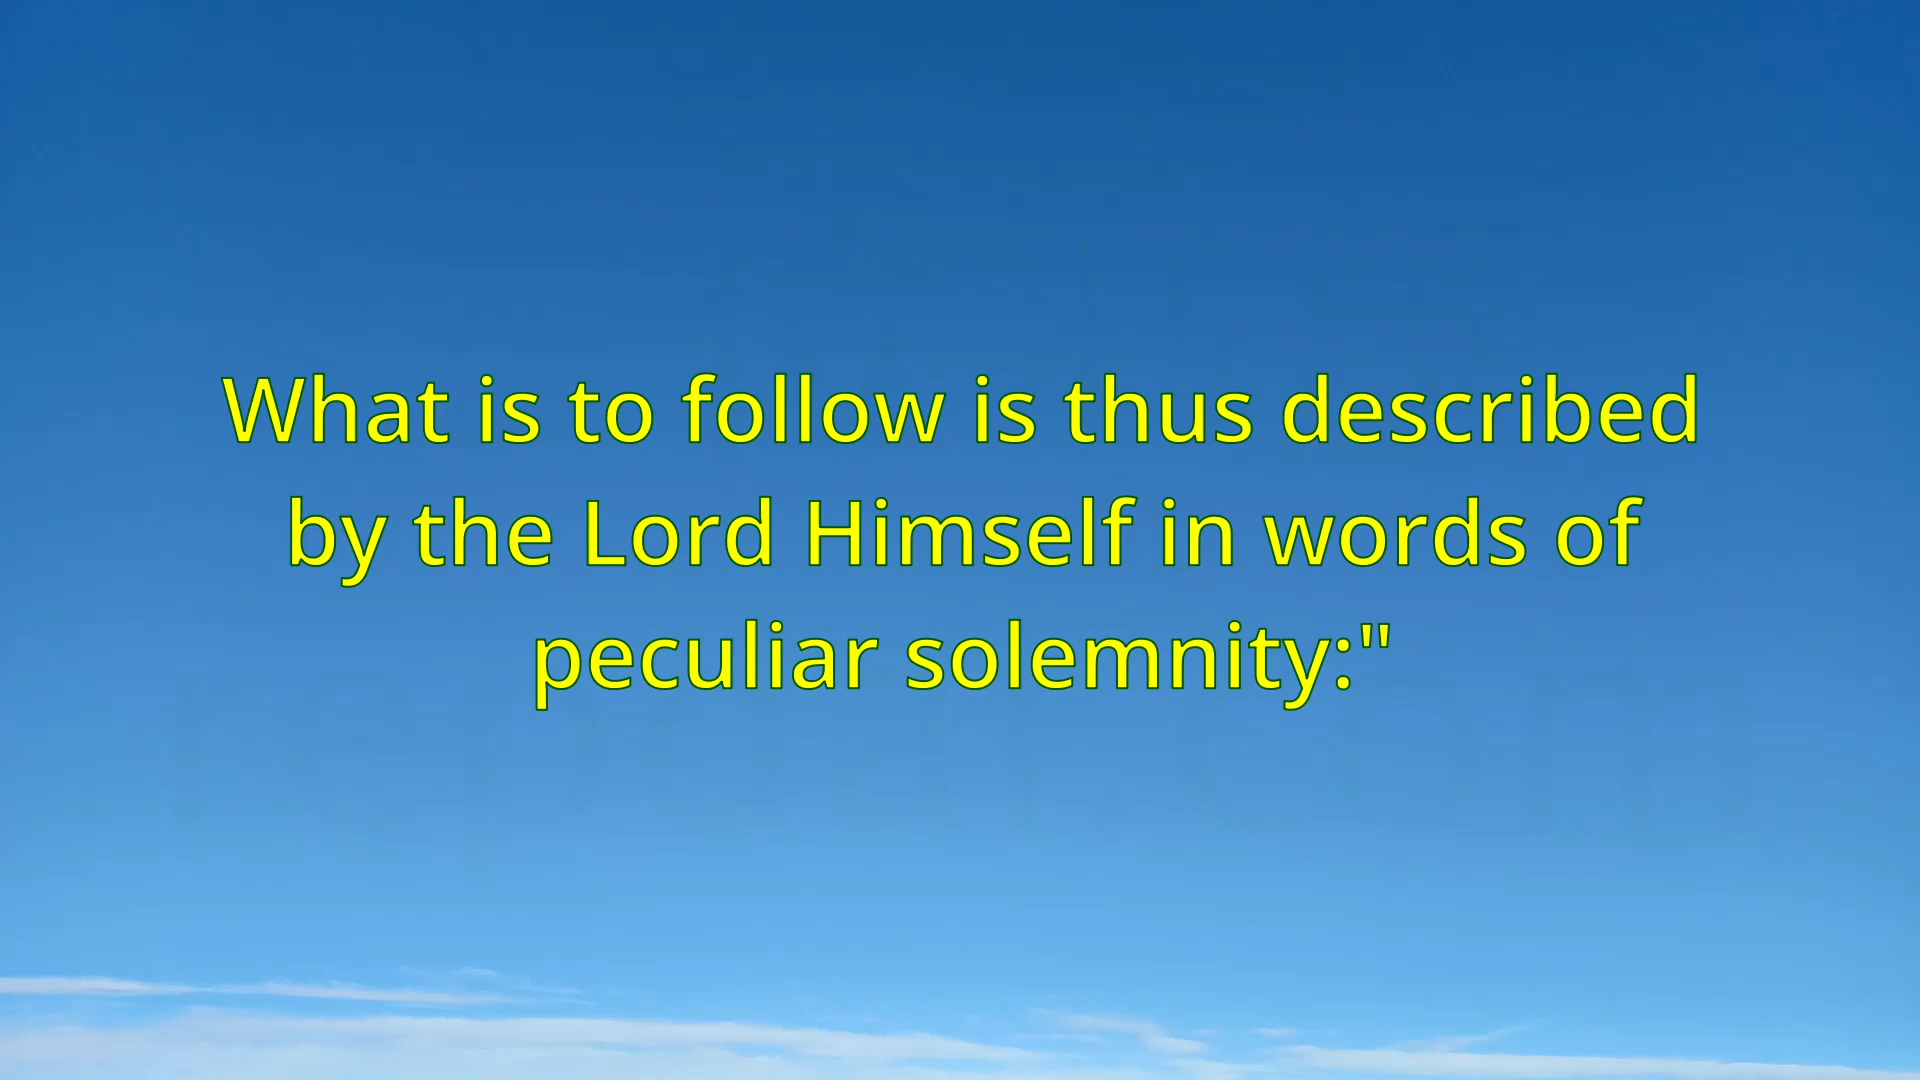 What is to follow is thus described
by the Lord Himself in words of
peculiar solemnity:"